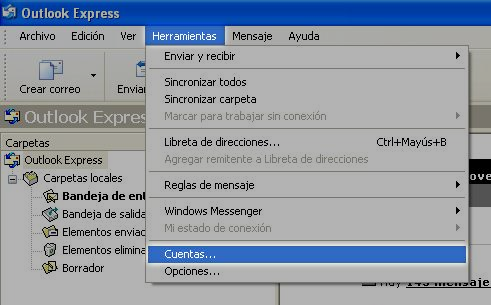 Outlook Express
Archivo Edición Ver Herramientas Mensaje Ayuda
Crear correo
Enviar y recibir
Sincronizar todos
Sincronizar carpeta
Marcar para trabajar sin conexión
Libreta de direcciones... Ctrl+Mayús+B
Agregar remitente a Libreta de direcciones
Reglas de mensaje
Windows Messenger
Mi estado de conexión
Cuentas...
Opciones...
Outlook Expres
Carpetas
Outlook Express
Carpetas locales
Bandeja de ent
Bandeja de salida
Elementos enviad
Elementos elimina
Borrador
Hay 145 mensaje